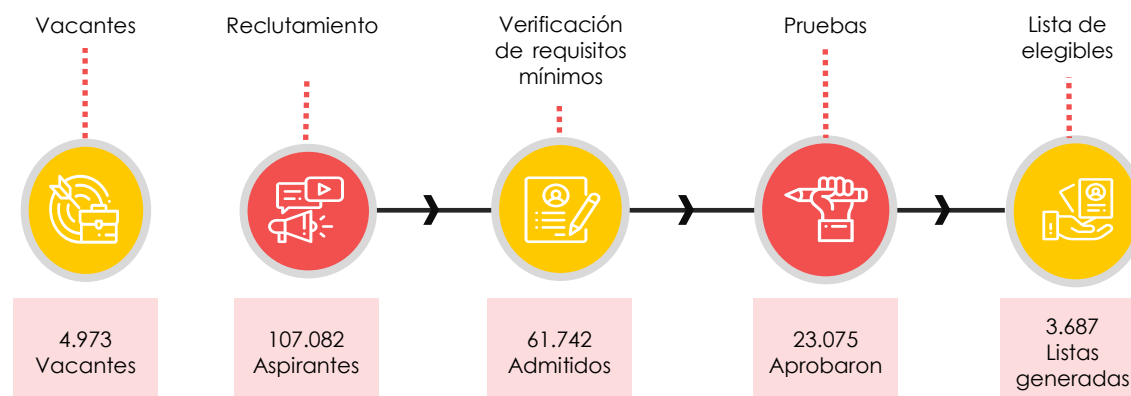 Vacantes
Reclutamiento
Verificación
de requisitos
mínimos
Pruebas
Lista de
elegibles
4.973
Vacantes
107.082
Aspirantes
61.742
Admitidos
23.075
Aprobaron
3.687
Listas
generadas